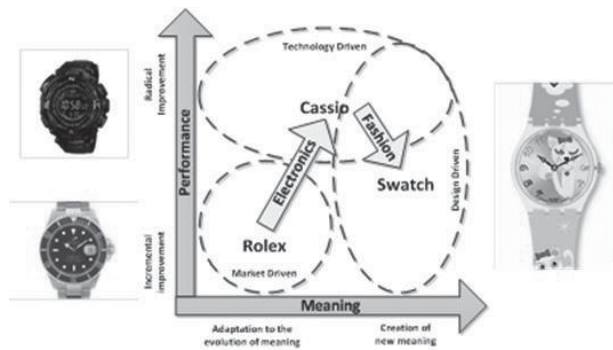 Technology Driven
Radical
Improvement
Cassio
Fashion
Performance
Electronics
Swatch
Design Driven
Rolex
Incremental
improvement
Market Driven
Meaning
Adaptation to the
evolution of meaning
Creation of
new meaning